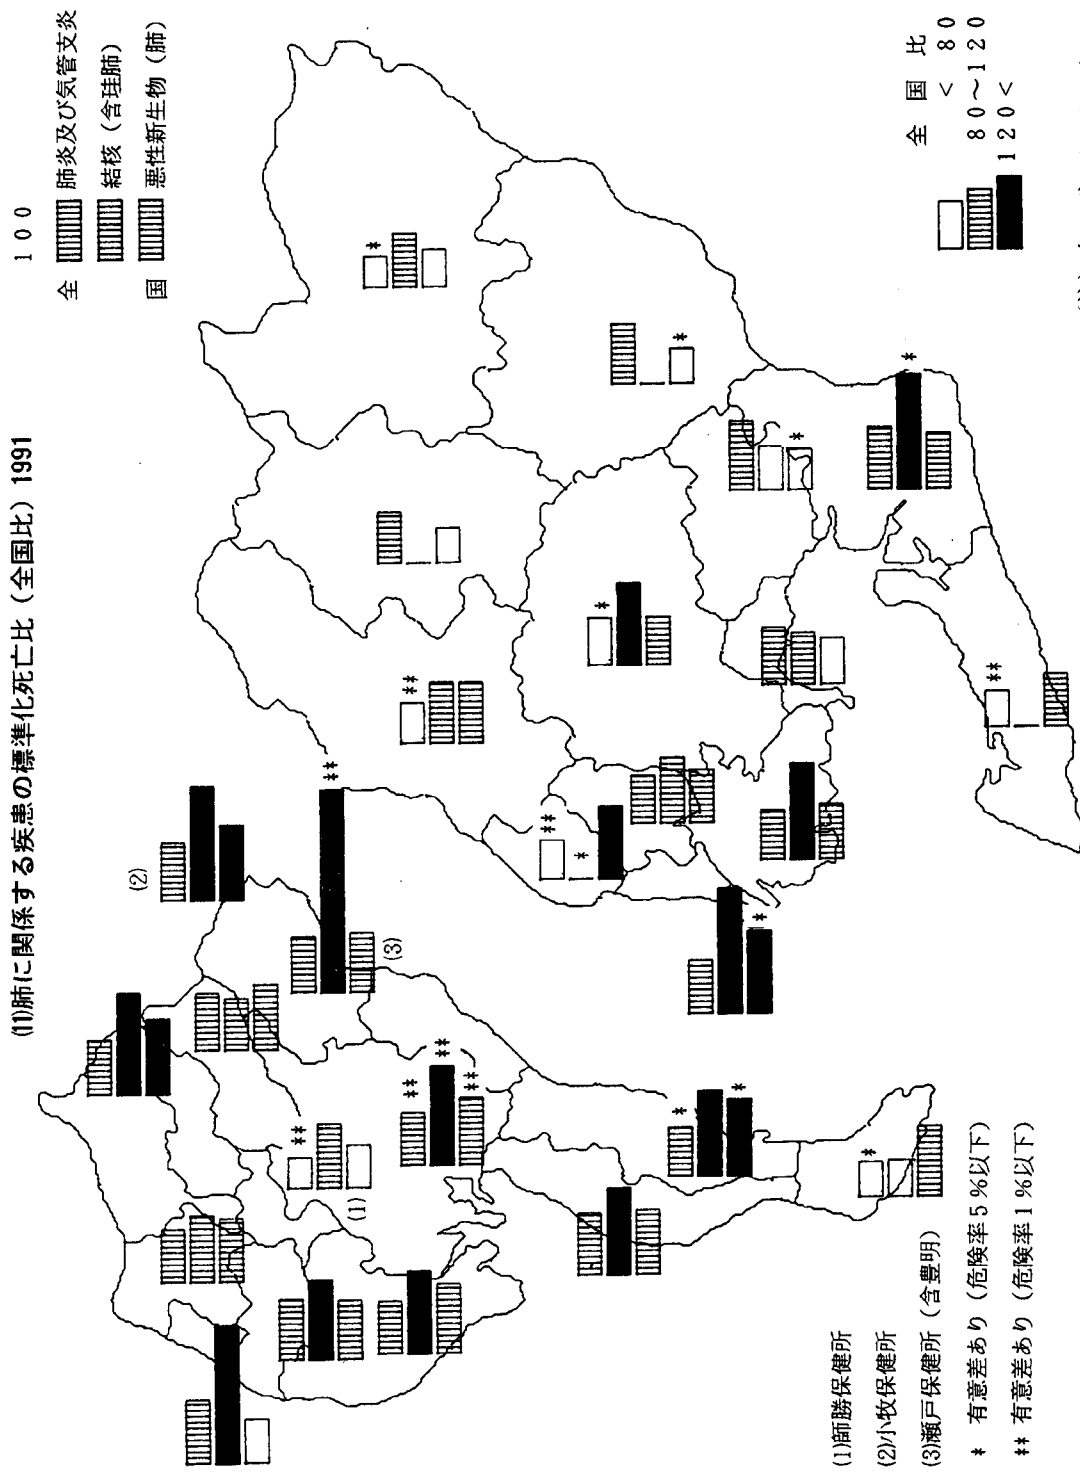 (11)肺に関係する疾患の標準化死亡比（全国比）1991
100
全 肺炎及び気管支炎
結核（含珪肺）
国 悪性新生物（肺）
(2)
**
(3)
**
*
**
**
**
**
(1)
*
*
*
**
*
**
*
*
*
*
*
*
**
全国比
< 80
80～120
120<
(1)師勝保健所
(2)小牧保健所
(3)瀬戸保健所（含豊明）
* 有意差あり（危険率5％以下）
** 有意差あり（危険率1％以下）